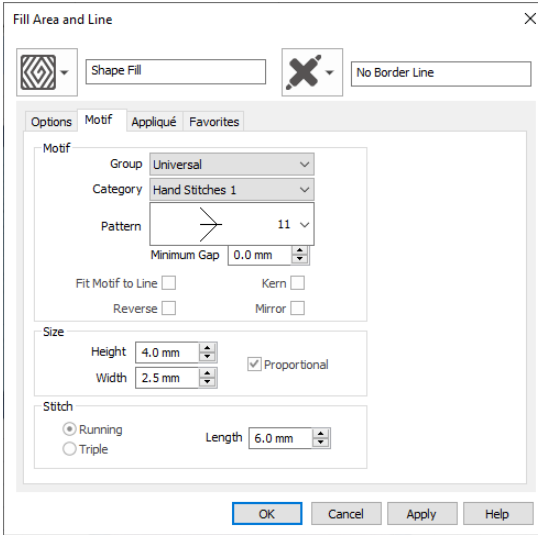 Fill Area and Line
Shape Fill
No Border Line
Options Motif Appliqué Favorites
Motif
Group Universal
Category Hand Stitches 1
Pattern 11
Minimum Gap 0.0 mm
Fit Motif to Line Kern
Reverse Mirror
Size
Height 4.0 mm
Proportional
Width 2.5 mm
Stitch
Running
Length 6.0 mm
Triple
OK Cancel Apply Help